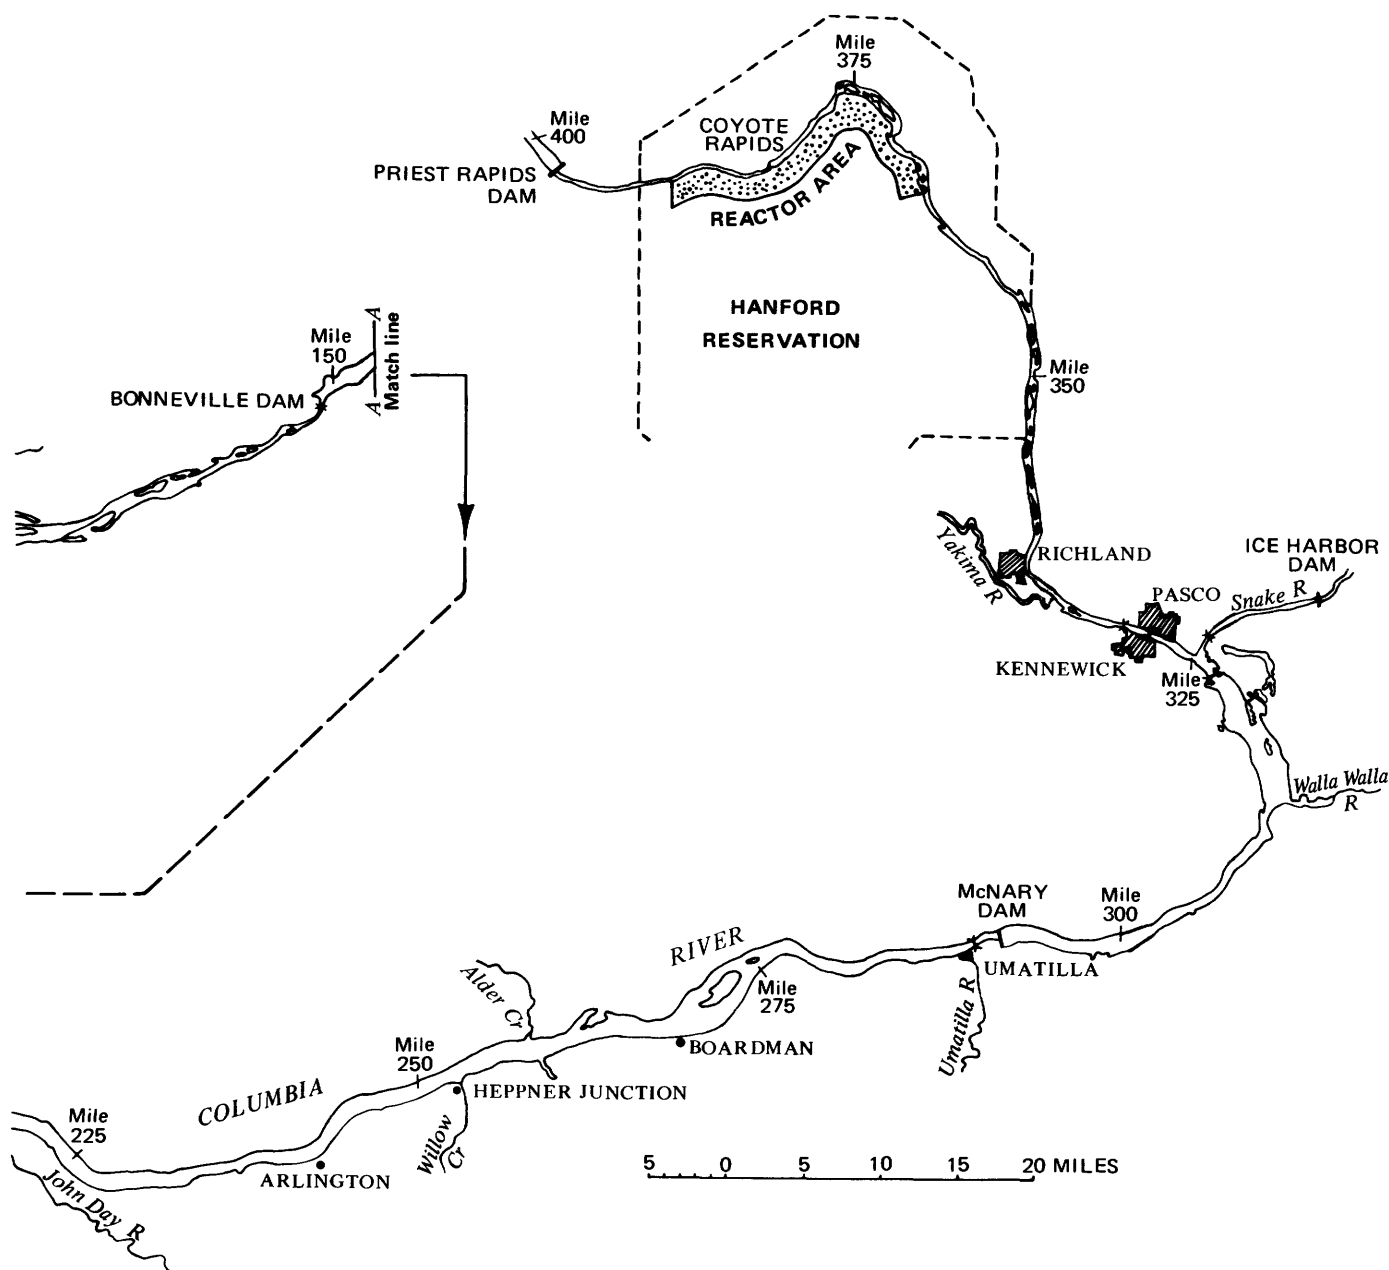 Mile
375
Mile
400
COYOTE
RAPIDS
PRIEST RAPIDS
DAM
REACTOR AREA
HANFORD
RESERVATION
A
Match line
A
Mile
150
BONNEVILLE DAM
Mile
350
Yakima R
RICHLAND
ICE HARBOR
DAM
PASCO
Snake R
KENNEWICK
Mile
325
Walla Walla
R
McNARY
DAM
Mile
300
RIVER
UMATILLA
Alder Cr
Mile
275
Umatilla R
Mile
250
BOARDMAN
HEPPNER JUNCTION
COLUMBIA
Mile
225
Willow
Cr
ARLINGTON
5 0 5 10 15 20 MILES
John Day R